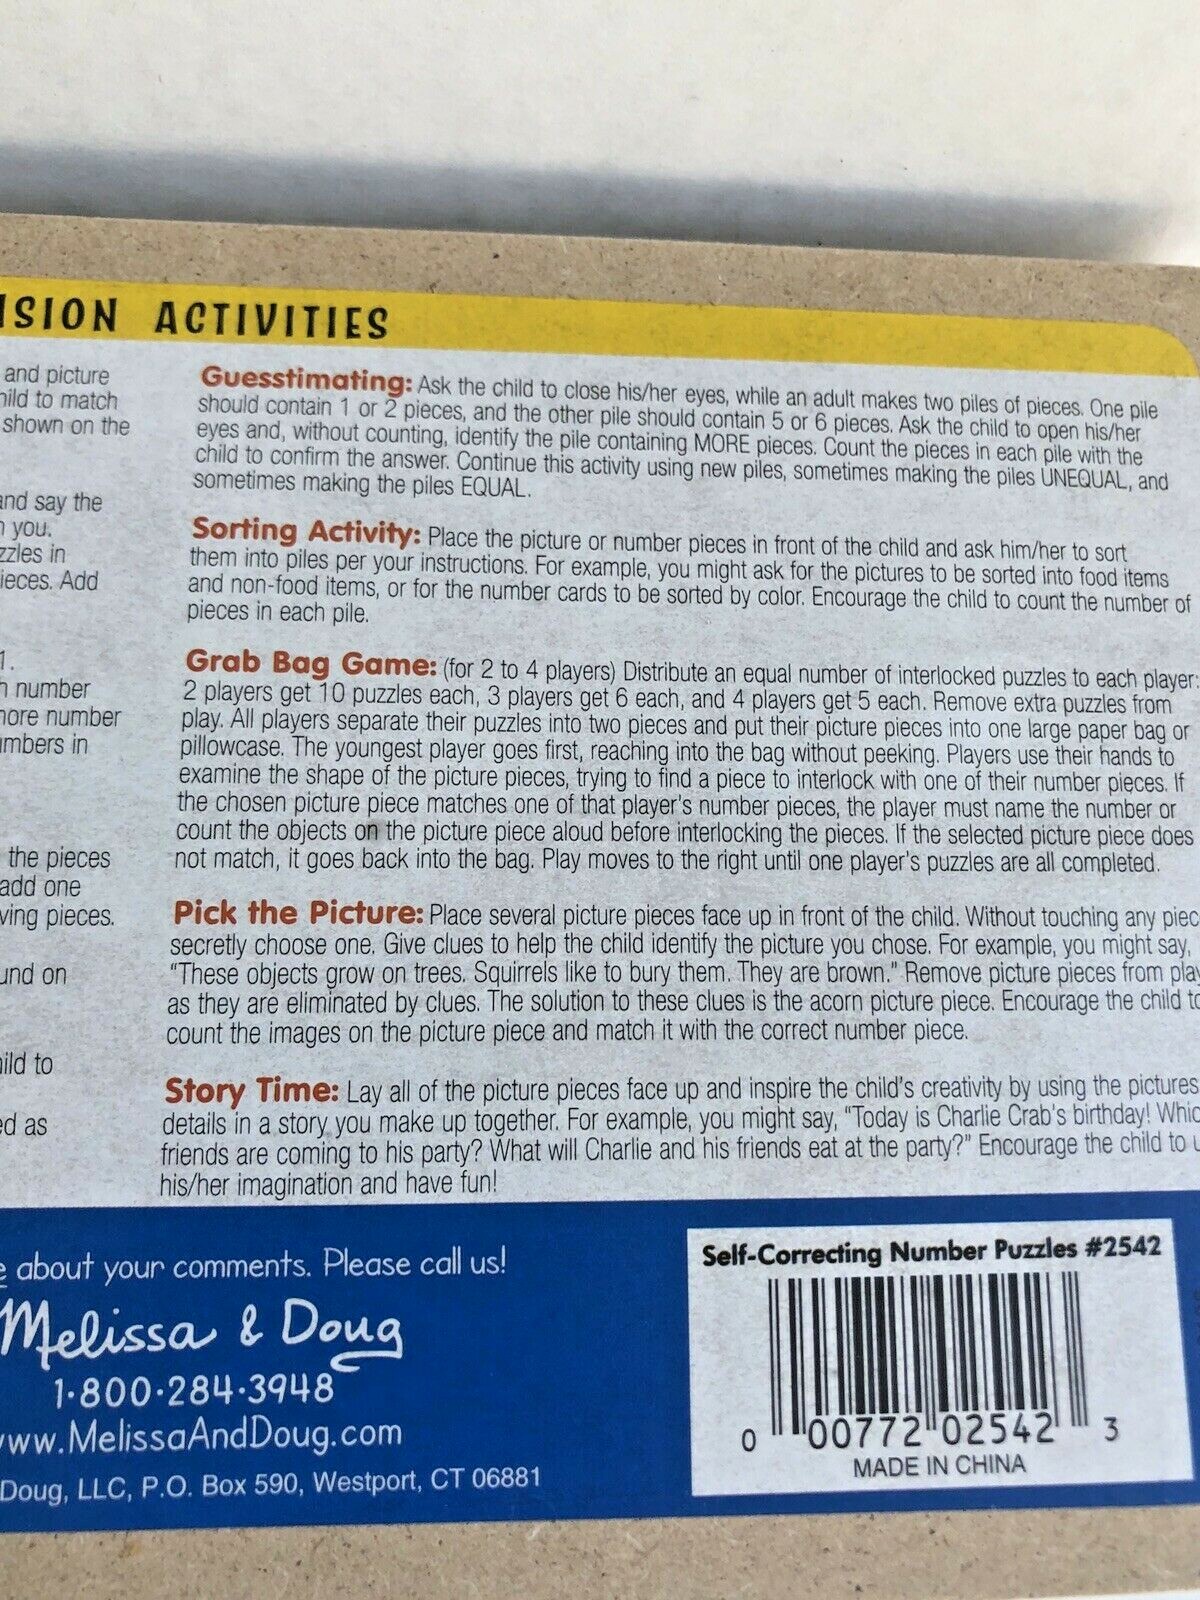 ISION ACTIVITIES
and picture
hild to match
shown on the
and say the
you.
zzles in
ieces. Add
1.
number
more number
umbers in
the pieces
add one
ving pieces.
und on
hild to
ed as
Guesstimating: Ask the child to close his/her eyes, while an adult makes two piles of pieces. One pile
should contain 1 or 2 pieces, and the other pile should contain 5 or 6 pieces. Ask the child to open his/her
eyes and, without counting, identify the pile containing MORE pieces. Count the pieces in each pile with the
child to confirm the answer. Continue this activity using new piles, sometimes making the piles UNEQUAL, and
sometimes making the piles EQUAL.
Sorting Activity: Place the picture or number pieces in front of the child and ask him/her to sort
them into piles per your instructions. For example, you might ask for the pictures to be sorted into food items
and non-food items, or for the number cards to be sorted by color. Encourage the child to count the number of
pieces in each pile.
Grab Bag Game: (for 2 to 4 players) Distribute an equal number of interlocked puzzles to each player:
2 players get 10 puzzles each, 3 players get 6 each, and 4 players get 5 each. Remove extra puzzles from
play. All players separate their puzzles into two pieces and put their picture pieces into one large paper bag or
pillowcase. The youngest player goes first, reaching into the bag without peeking. Players use their hands to
examine the shape of the picture pieces, trying to find a piece to interlock with one of their number pieces. If
the chosen picture piece matches one of that player's number pieces, the player must name the number or
count the objects on the picture piece aloud before interlocking the pieces. If the selected picture piece does
not match, it goes back into the bag. Play moves to the right until one player's puzzles are all completed.
Pick the Picture: Place several picture pieces face up in front of the child. Without touching any piec
secretly choose one. Give clues to help the child identify the picture you chose. For example, you might say,
"These objects grow on trees. Squirrels like to bury them. They are brown." Remove picture pieces from play
as they are eliminated by clues. The solution to these clues is the acorn picture piece. Encourage the child to
count the images on the picture piece and match it with the correct number piece.
Story Time: Lay all of the picture pieces face up and inspire the child's creativity by using the pictures
details in a story you make up together. For example, you might say, "Today is Charlie Crab's birthday! Whic
friends are coming to his party? What will Charlie and his friends eat at the party?" Encourage the child to u
his/her imagination and have fun!
e about your comments. Please call us!
Melissa & Doug
1-800-284-3948
www.MelissaAndDoug.com
Doug, LLC, P.O. Box 590, Westport, CT 06881
Self-Correcting Number Puzzles #2542
0 00772 02542 3
MADE IN CHINA